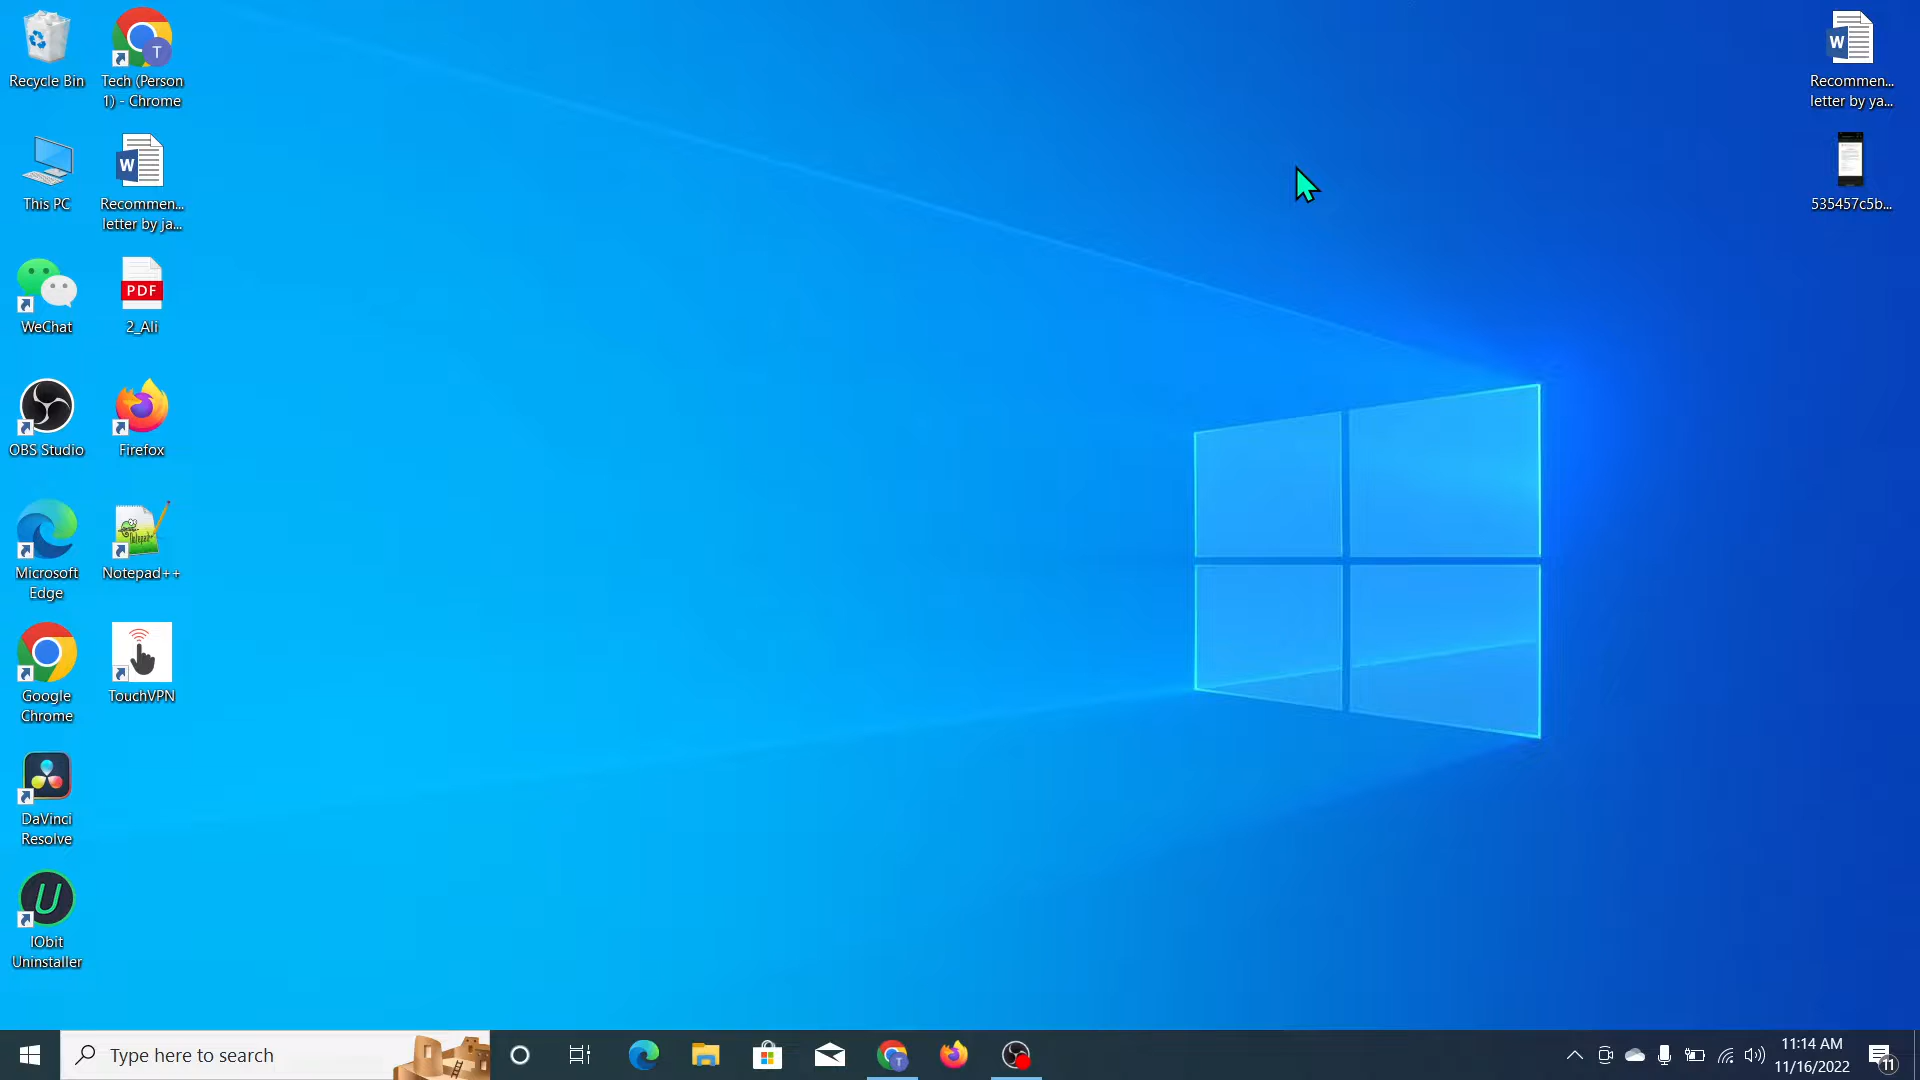 Recycle Bin
Tech (Person
1) - Chrome
T
This PC
W
Recommen...
letter by ja...
WeChat
PDF
2_Ali
OBS Studio
Firefox
Microsoft
Edge
Notepad++
Google
Chrome
TouchVPN
DaVinci
Resolve
U
IObit
Uninstaller
W
Recommen...
letter by ya...
535457c5b...
Type here to search
T
11:14 AM
11/16/2022
11